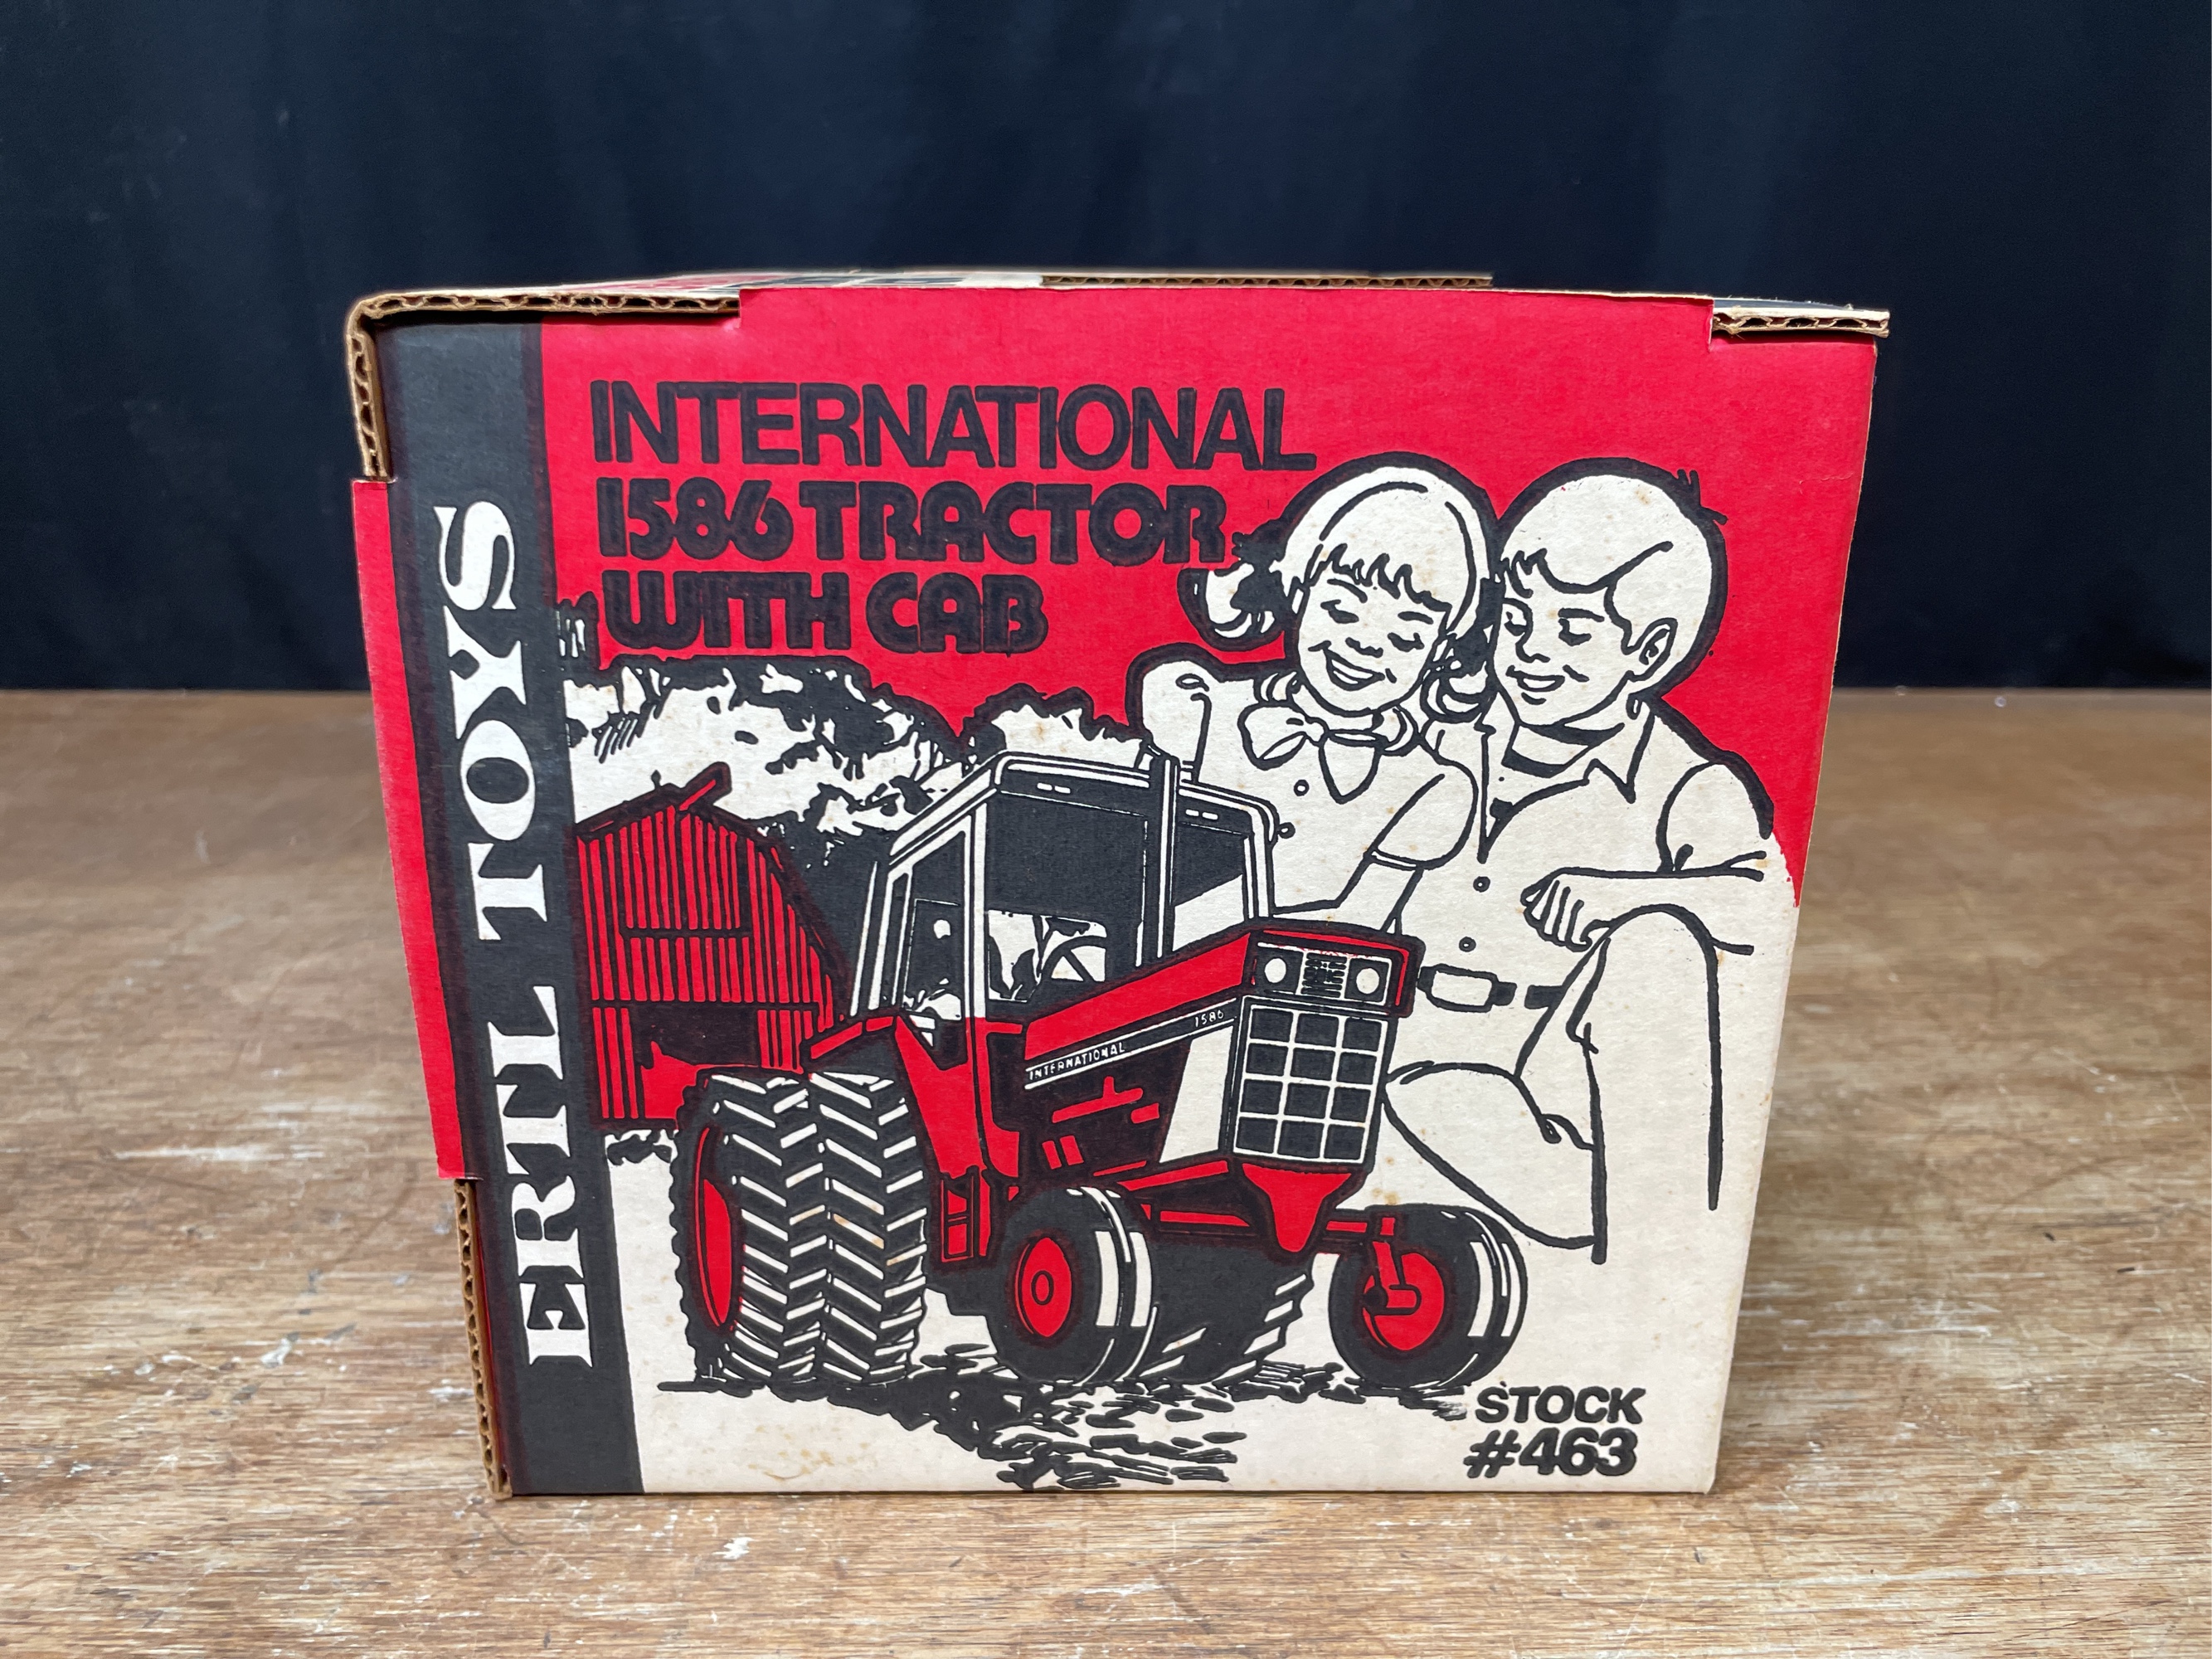 ERTL TOYS
INTERNATIONAL
1586 TRACTOR
WITH CAB
INTERNATIONAL 1586
STOCK
#463